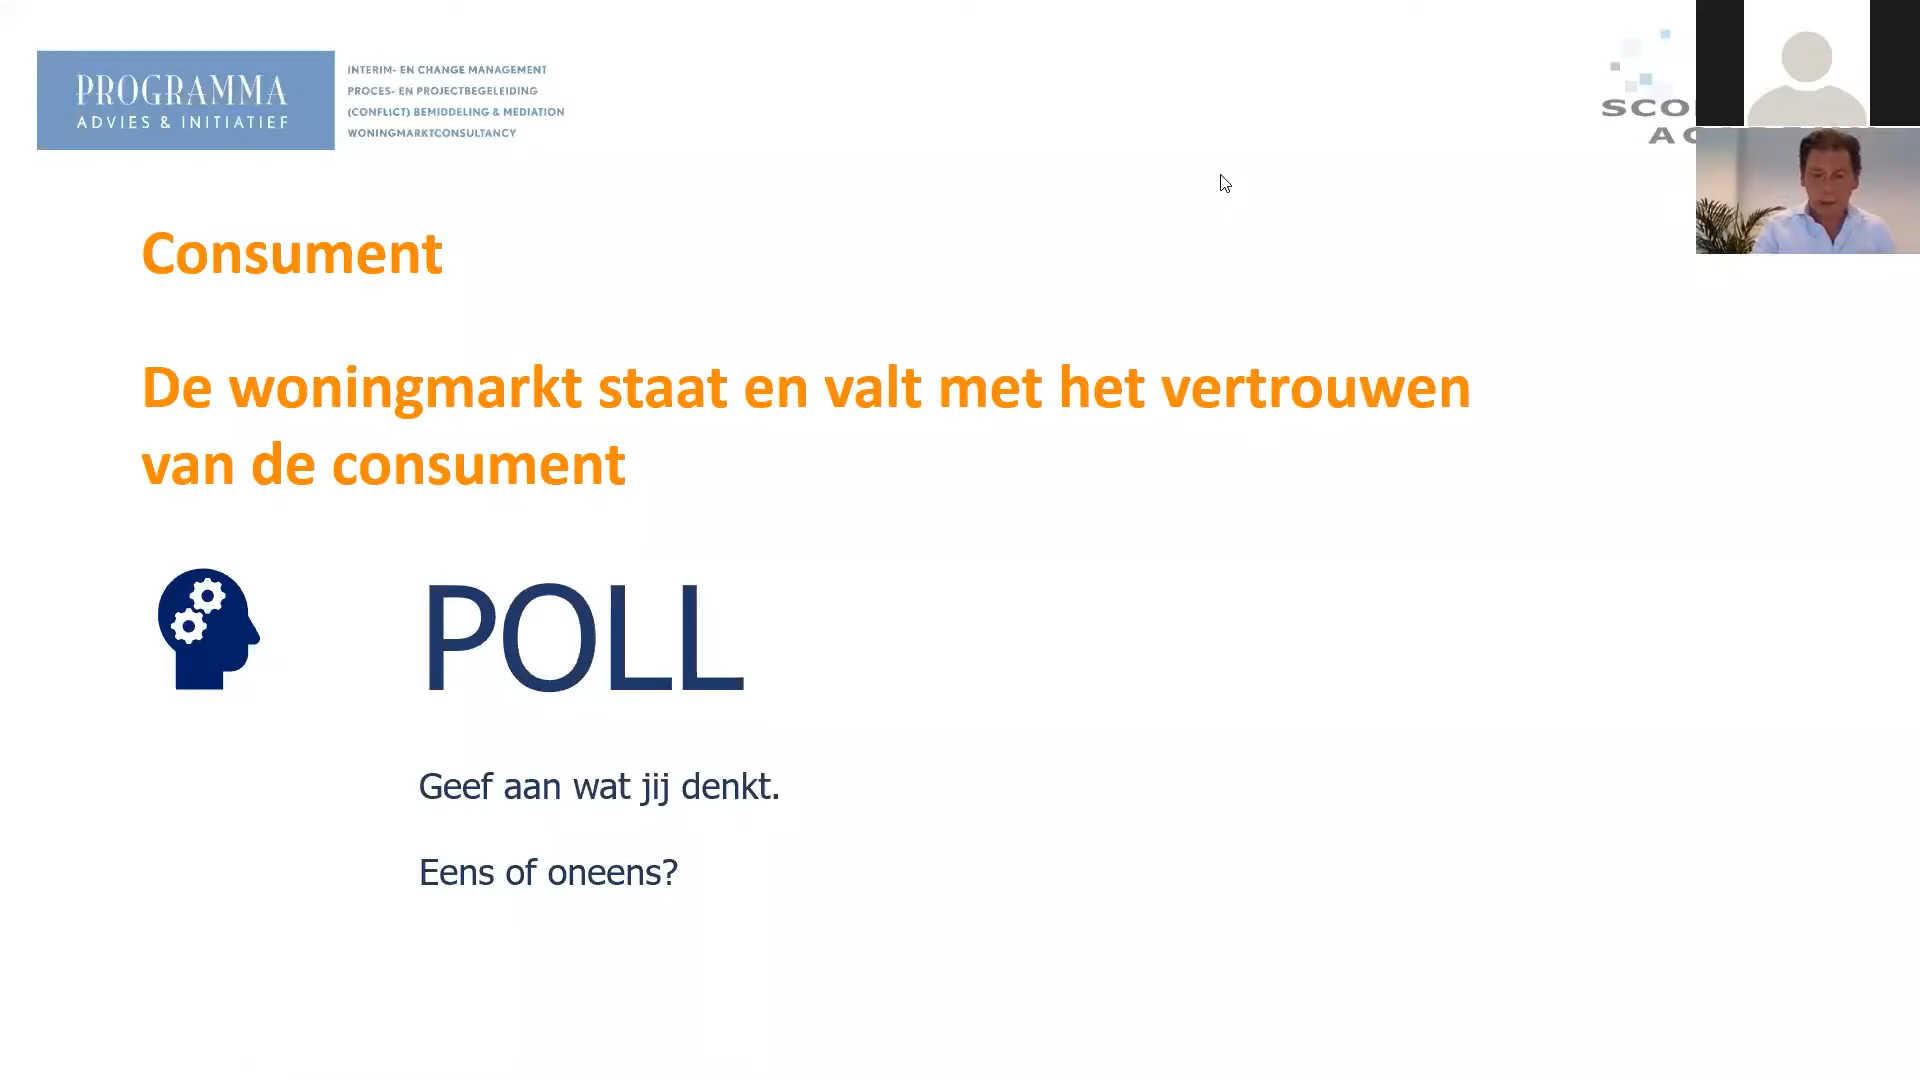 PROGRAMMA
ADVIES & INITIATIEF
INTERIM- EN CHANGE MANAGEMENT
PROCES- EN PROJECTBEGELEIDING
(CONFLICT) BEMIDDELING & MEDIATION
WONINGMARKTCONSULTANCY
Consument
De woningmarkt staat en valt met het vertrouwen
van de consument
POLL
Geef aan wat jij denkt.
Eens of oneens?